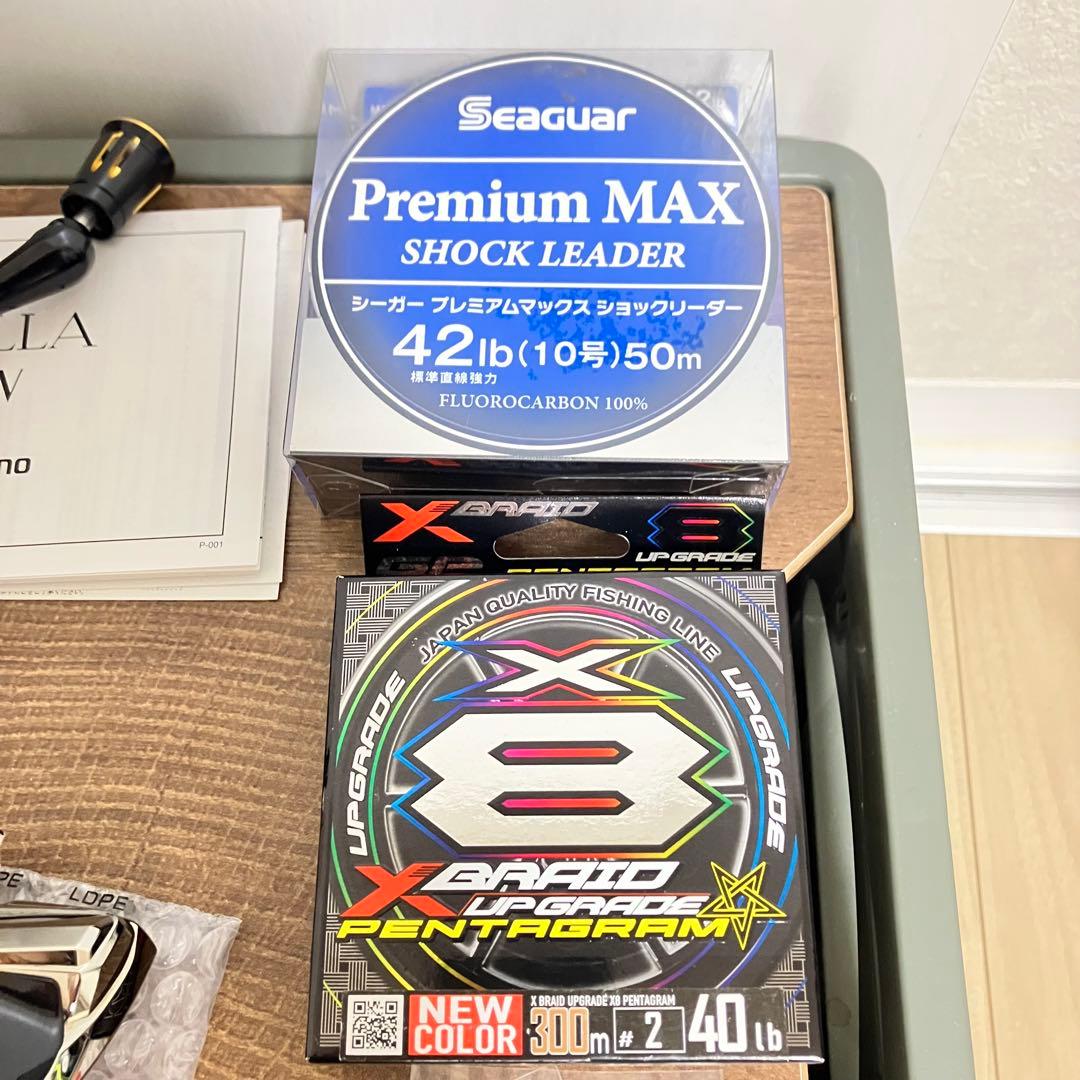 Seaguar
Premium MAX
SHOCK LEADER
シーガー プレミアムマックス ショックリーダー
42lb(10号)50m
標準直線強力
FLUOROCARBON 100%
LLA
W
no
P-001
X BRAID
8
UPGRADE
JAPAN QUALITY FISHING LINE
UPGRADE
UPGRADE
X
8
X BRAID
UPGRADE
PENTAGRAM
NEW
COLOR
X BRAID UPGRADE X8 PENTAGRAM
300m
# 2
40lb
PE
LDPE